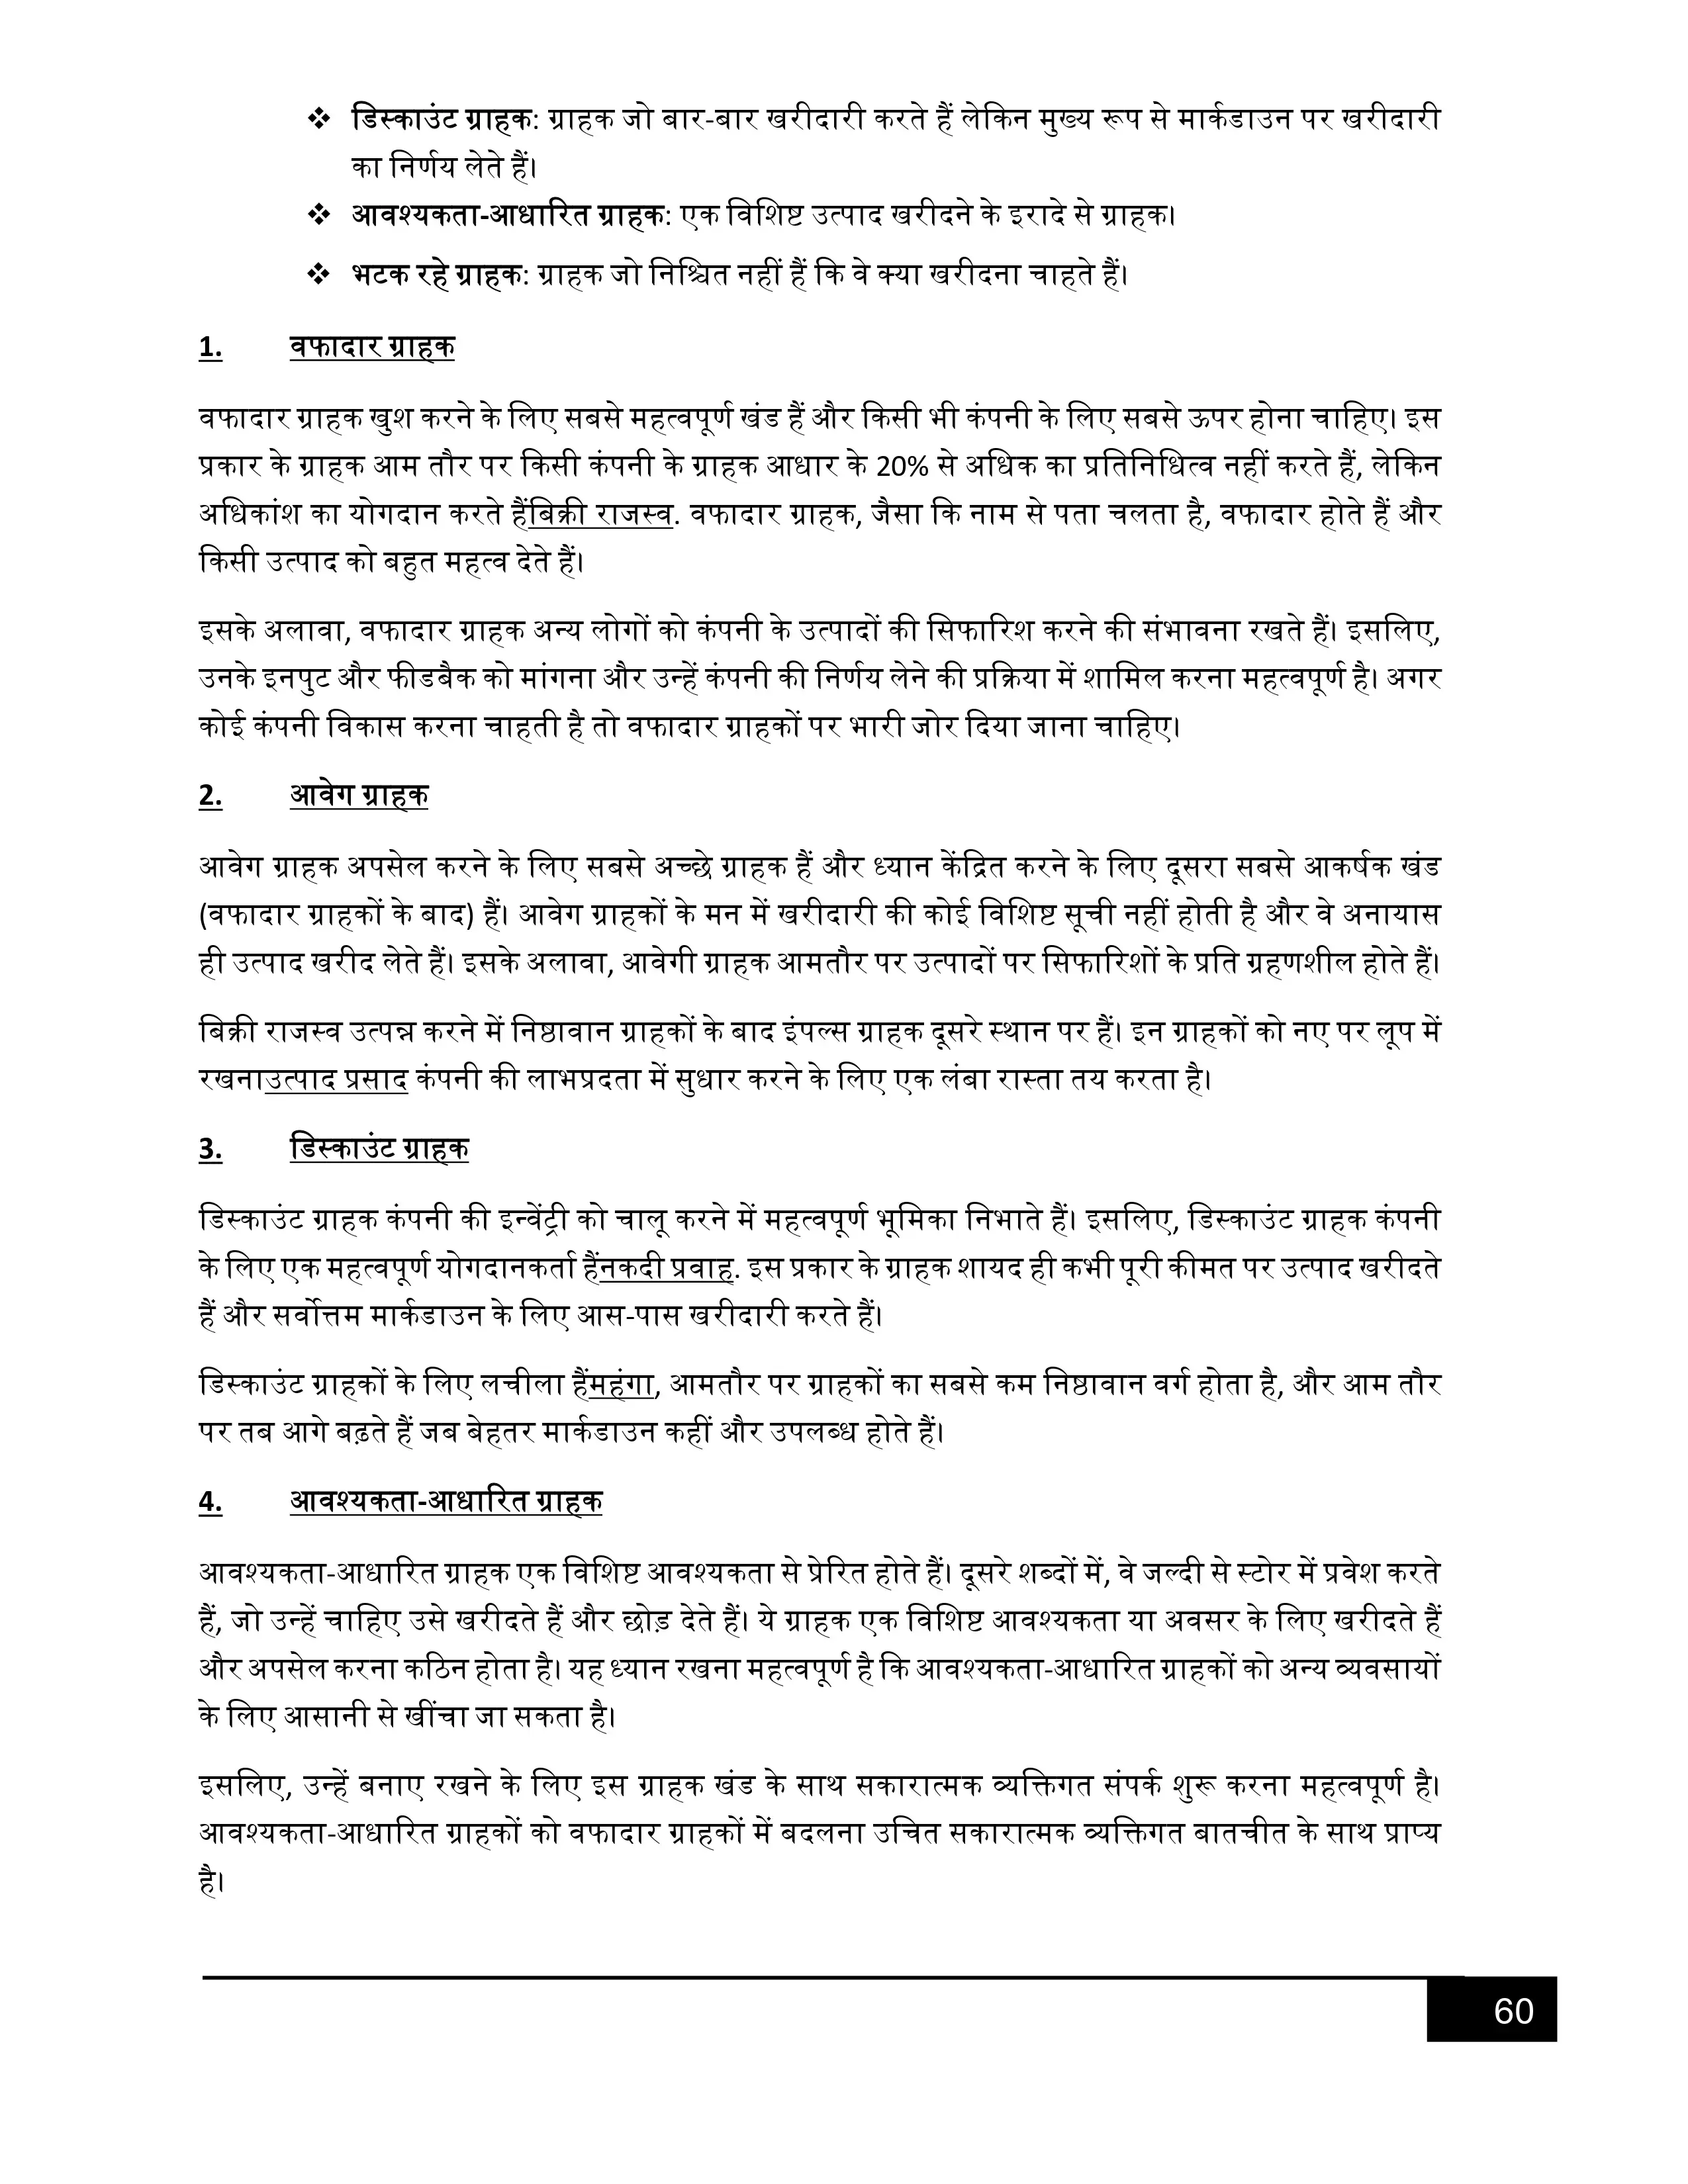 ❖ डिस्काउंट ग्राहक: ग्राहक जो बार-बार खरीदारी करते हैं लेकिन मुख्य रूप से मार्कडाउन पर खरीदारी
का निर्णय लेते हैं।
❖ आवश्यकता-आधारित ग्राहक: एक विशिष्ट उत्पाद खरीदने के इरादे से ग्राहक।
❖ भटक रहे ग्राहक: ग्राहक जो निश्चित नहीं हैं कि वे क्या खरीदना चाहते हैं।
1. वफादार ग्राहक
वफादार ग्राहक खुश करने के लिए सबसे महत्वपूर्ण खंड हैं और किसी भी कंपनी के लिए सबसे ऊपर होना चाहिए। इस
प्रकार के ग्राहक आम तौर पर किसी कंपनी के ग्राहक आधार के 20% से अधिक का प्रतिनिधित्व नहीं करते हैं, लेकिन
अधिकांश का योगदान करते हैंबिक्री राजस्व. वफादार ग्राहक, जैसा कि नाम से पता चलता है, वफादार होते हैं और
किसी उत्पाद को बहुत महत्व देते हैं।
इसके अलावा, वफादार ग्राहक अन्य लोगों को कंपनी के उत्पादों की सिफारिश करने की संभावना रखते हैं। इसलिए,
उनके इनपुट और फीडबैक को मांगना और उन्हें कंपनी की निर्णय लेने की प्रक्रिया में शामिल करना महत्वपूर्ण है। अगर
कोई कंपनी विकास करना चाहती है तो वफादार ग्राहकों पर भारी जोर दिया जाना चाहिए।
2. आवेग ग्राहक
आवेग ग्राहक अपसेल करने के लिए सबसे अच्छे ग्राहक हैं और ध्यान केंद्रित करने के लिए दूसरा सबसे आकर्षक खंड
(वफादार ग्राहकों के बाद) हैं। आवेग ग्राहकों के मन में खरीदारी की कोई विशिष्ट सूची नहीं होती है और वे अनायास
ही उत्पाद खरीद लेते हैं। इसके अलावा, आवेगी ग्राहक आमतौर पर उत्पादों पर सिफारिशों के प्रति ग्रहणशील होते हैं।
बिक्री राजस्व उत्पन्न करने में निष्ठावान ग्राहकों के बाद इंपल्स ग्राहक दूसरे स्थान पर हैं। इन ग्राहकों को नए पर लूप में
रखनाउत्पाद प्रसाद कंपनी की लाभप्रदता में सुधार करने के लिए एक लंबा रास्ता तय करता है।
3. डिस्काउंट ग्राहक
डिस्काउंट ग्राहक कंपनी की इन्वेंट्री को चालू करने में महत्वपूर्ण भूमिका निभाते हैं। इसलिए, डिस्काउंट ग्राहक कंपनी
के लिए एक महत्वपूर्ण योगदानकर्ता हैंनकदी प्रवाह. इस प्रकार के ग्राहक शायद ही कभी पूरी कीमत पर उत्पाद खरीदते
हैं और सर्वोत्तम मार्कडाउन के लिए आस-पास खरीदारी करते हैं।
डिस्काउंट ग्राहकों के लिए लचीला हैंमहंगा, आमतौर पर ग्राहकों का सबसे कम निष्ठावान वर्ग होता है, और आम तौर
पर तब आगे बढ़ते हैं जब बेहतर मार्कडाउन कहीं और उपलब्ध होते हैं।
4. आवश्यकता-आधारित ग्राहक
आवश्यकता-आधारित ग्राहक एक विशिष्ट आवश्यकता से प्रेरित होते हैं। दूसरे शब्दों में, वे जल्दी से स्टोर में प्रवेश करते
हैं, जो उन्हें चाहिए उसे खरीदते हैं और छोड़ देते हैं। ये ग्राहक एक विशिष्ट आवश्यकता या अवसर के लिए खरीदते हैं
और अपसेल करना कठिन होता है। यह ध्यान रखना महत्वपूर्ण है कि आवश्यकता-आधारित ग्राहकों को अन्य व्यवसायों
के लिए आसानी से खींचा जा सकता है।
इसलिए, उन्हें बनाए रखने के लिए इस ग्राहक खंड के साथ सकारात्मक व्यक्तिगत संपर्क शुरू करना महत्वपूर्ण है।
आवश्यकता-आधारित ग्राहकों को वफादार ग्राहकों में बदलना उचित सकारात्मक व्यक्तिगत बातचीत के साथ प्राप्य
है।
60